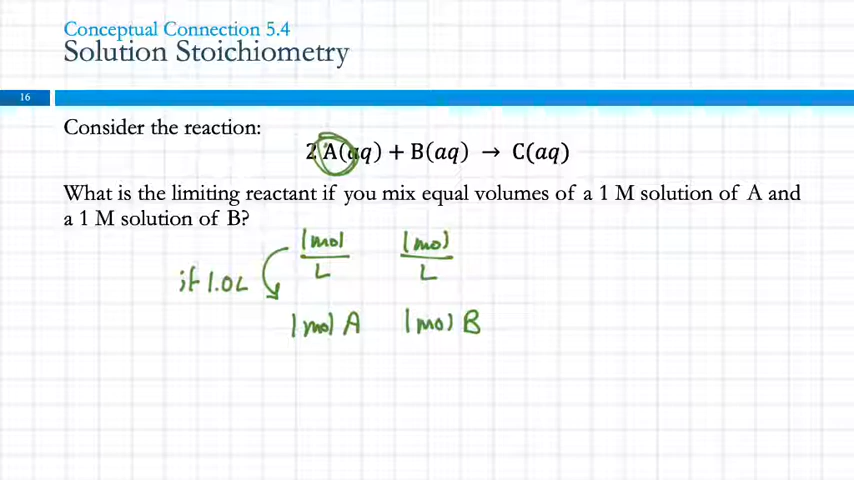 Conceptual Connection 5.4
Solution Stoichiometry
16
Consider the reaction:
2 A(aq) + B(aq) → C(aq)
What is the limiting reactant if you mix equal volumes of a 1 M solution of A and
a 1 M solution of B?
1 mol 1 mol
L L
if 1.0L
1 mol A 1 mol B